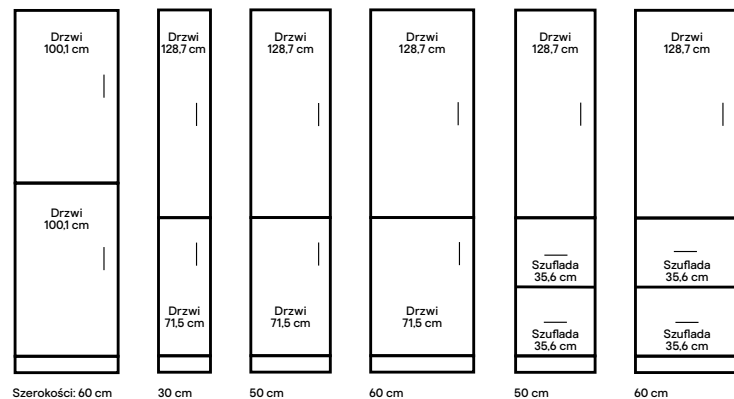 Drzwi
100,1 cm
Drzwi
100,1 cm
Szerokości: 60 cm
Drzwi
128,7 cm
Drzwi
71,5 cm
30 cm
Drzwi
128,7 cm
Drzwi
71,5 cm
50 cm
Drzwi
128,7 cm
Drzwi
71,5 cm
60 cm
Drzwi
128,7 cm
Szuflada
35,6 cm
Szuflada
35,6 cm
50 cm
Drzwi
128,7 cm
Szuflada
35,6 cm
Szuflada
35,6 cm
60 cm